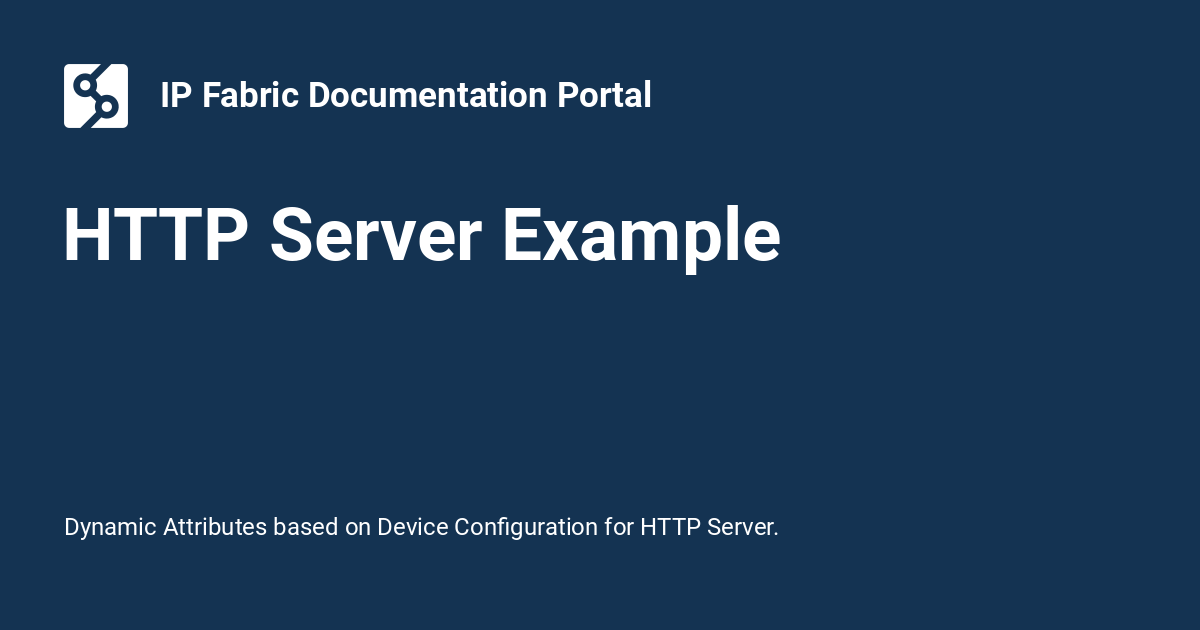 IP Fabric Documentation Portal
HTTP Server Example
Dynamic Attributes based on Device Configuration for HTTP Server.